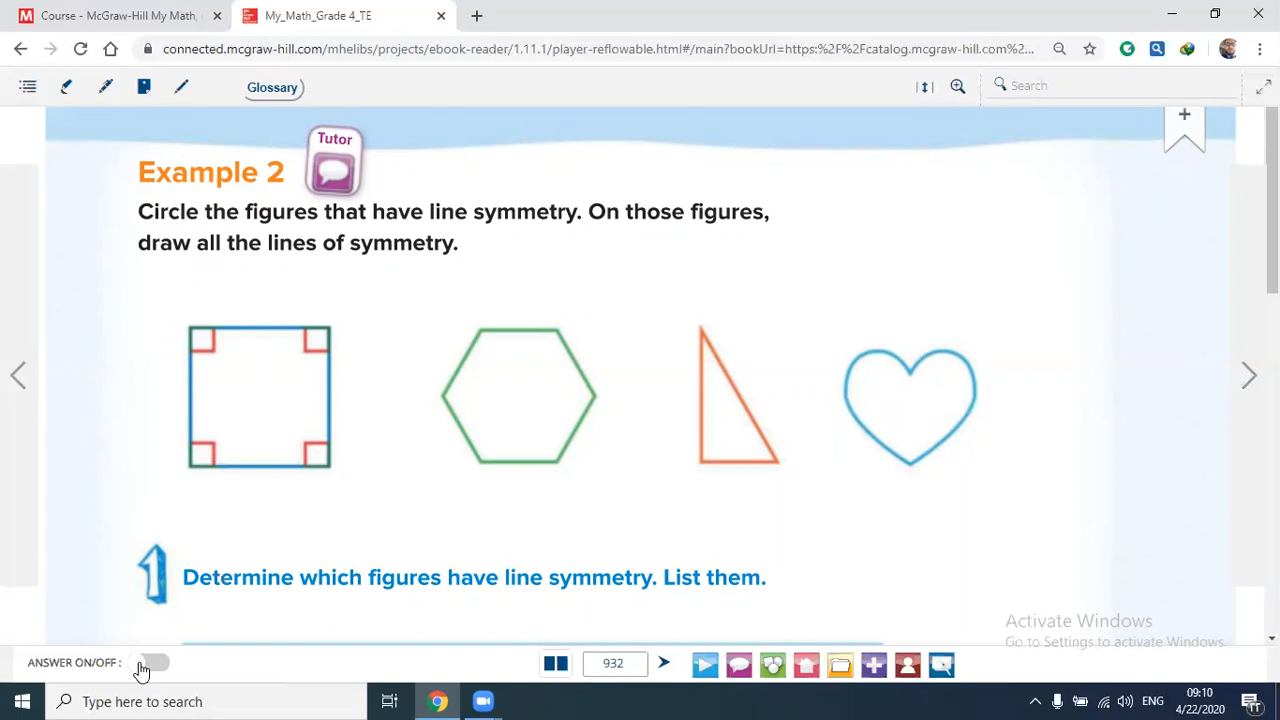 Course - McGraw-Hill My Math,
My_Math_Grade 4_TE
connected.mcgraw-hill.com/mhelibs/projects/ebook-reader/1.11.1/player-reflowable.html#/main?bookUrl=https:%2F%2Fcatalog.mcgraw-hill.com%2...
Glossary
Search
Tutor
Example 2
Circle the figures that have line symmetry. On those figures,
draw all the lines of symmetry.
1 Determine which figures have line symmetry. List them.
Activate Windows
Go to Settings to activate Windows.
ANSWER ON/OFF :
932
Type here to search
ENG
09:10
4/22/2020